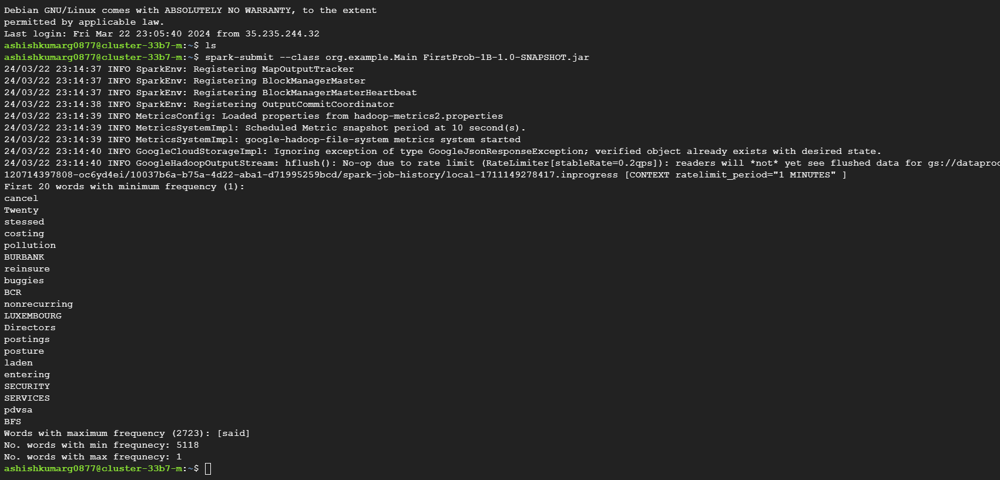 Debian GNU/Linux comes with ABSOLUTELY NO WARRANTY, to the extent
permitted by applicable law.
Last login: Fri Mar 22 23:05:40 2024 from 35.235.244.32
ashishkumarg0877@cluster-33b7-m:~$ ls
ashishkumarg0877@cluster-33b7-m:~$ spark-submit --class org.example.Main FirstProb-1B-1.0-SNAPSHOT.jar
24/03/22 23:14:37 INFO SparkEnv: Registering MapOutputTracker
24/03/22 23:14:37 INFO SparkEnv: Registering BlockManagerMaster
24/03/22 23:14:37 INFO SparkEnv: Registering BlockManagerMasterHeartbeat
24/03/22 23:14:38 INFO SparkEnv: Registering OutputCommitCoordinator
24/03/22 23:14:39 INFO MetricsConfig: Loaded properties from hadoop-metrics2.properties
24/03/22 23:14:39 INFO MetricsSystemImpl: Scheduled Metric snapshot period at 10 second(s).
24/03/22 23:14:39 INFO MetricsSystemImpl: google-hadoop-file-system metrics system started
24/03/22 23:14:40 INFO GoogleCloudStorageImpl: Ignoring exception of type GoogleJsonResponseException; verified object already exists with desired state.
24/03/22 23:14:40 INFO GoogleHadoopOutputStream: hflush(): No-op due to rate limit (RateLimiter[stableRate=0.2qps]): readers will *not* yet see flushed data for gs://dataproc
120714397808-oc6yd4ei/10037b6a-b75a-4d22-aba1-d71995259bcd/spark-job-history/local-1711149278417.inprogress [CONTEXT ratelimit_period="1 MINUTES" ]
First 20 words with minimum frequency (1):
cancel
Twenty
stessed
costing
pollution
BURBANK
reinsure
buggies
BCR
nonrecurring
LUXEMBOURG
Directors
postings
posture
laden
entering
SECURITY
SERVICES
pdvsa
BFS
Words with maximum frequency (2723): [said]
No. words with min frequnecy: 5118
No. words with max frequnecy: 1
ashishkumarg0877@cluster-33b7-m:~$